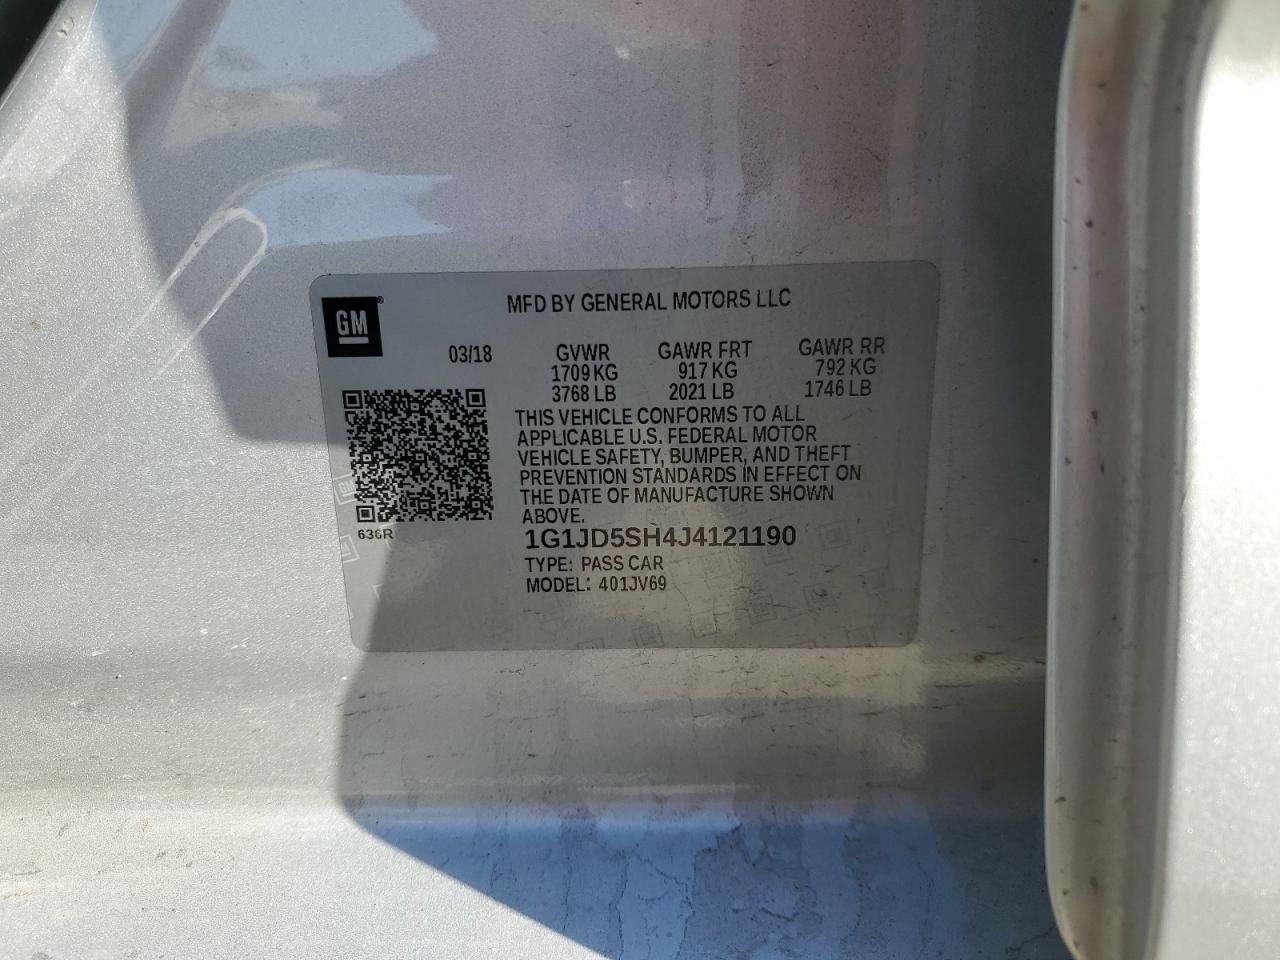 MFD BY GENERAL MOTORS LLC
GM®
03/18 GVWR GAWR FRT GAWR RR
1709 KG 917 KG 792 KG
3768 LB 2021 LB 1746 LB
THIS VEHICLE CONFORMS TO ALL
APPLICABLE U.S. FEDERAL MOTOR
VEHICLE SAFETY, BUMPER, AND THEFT
PREVENTION STANDARDS IN EFFECT ON
THE DATE OF MANUFACTURE SHOWN
ABOVE.
636R
1G1JD5SH4J4121190
TYPE: PASS CAR
MODEL: 401JV69